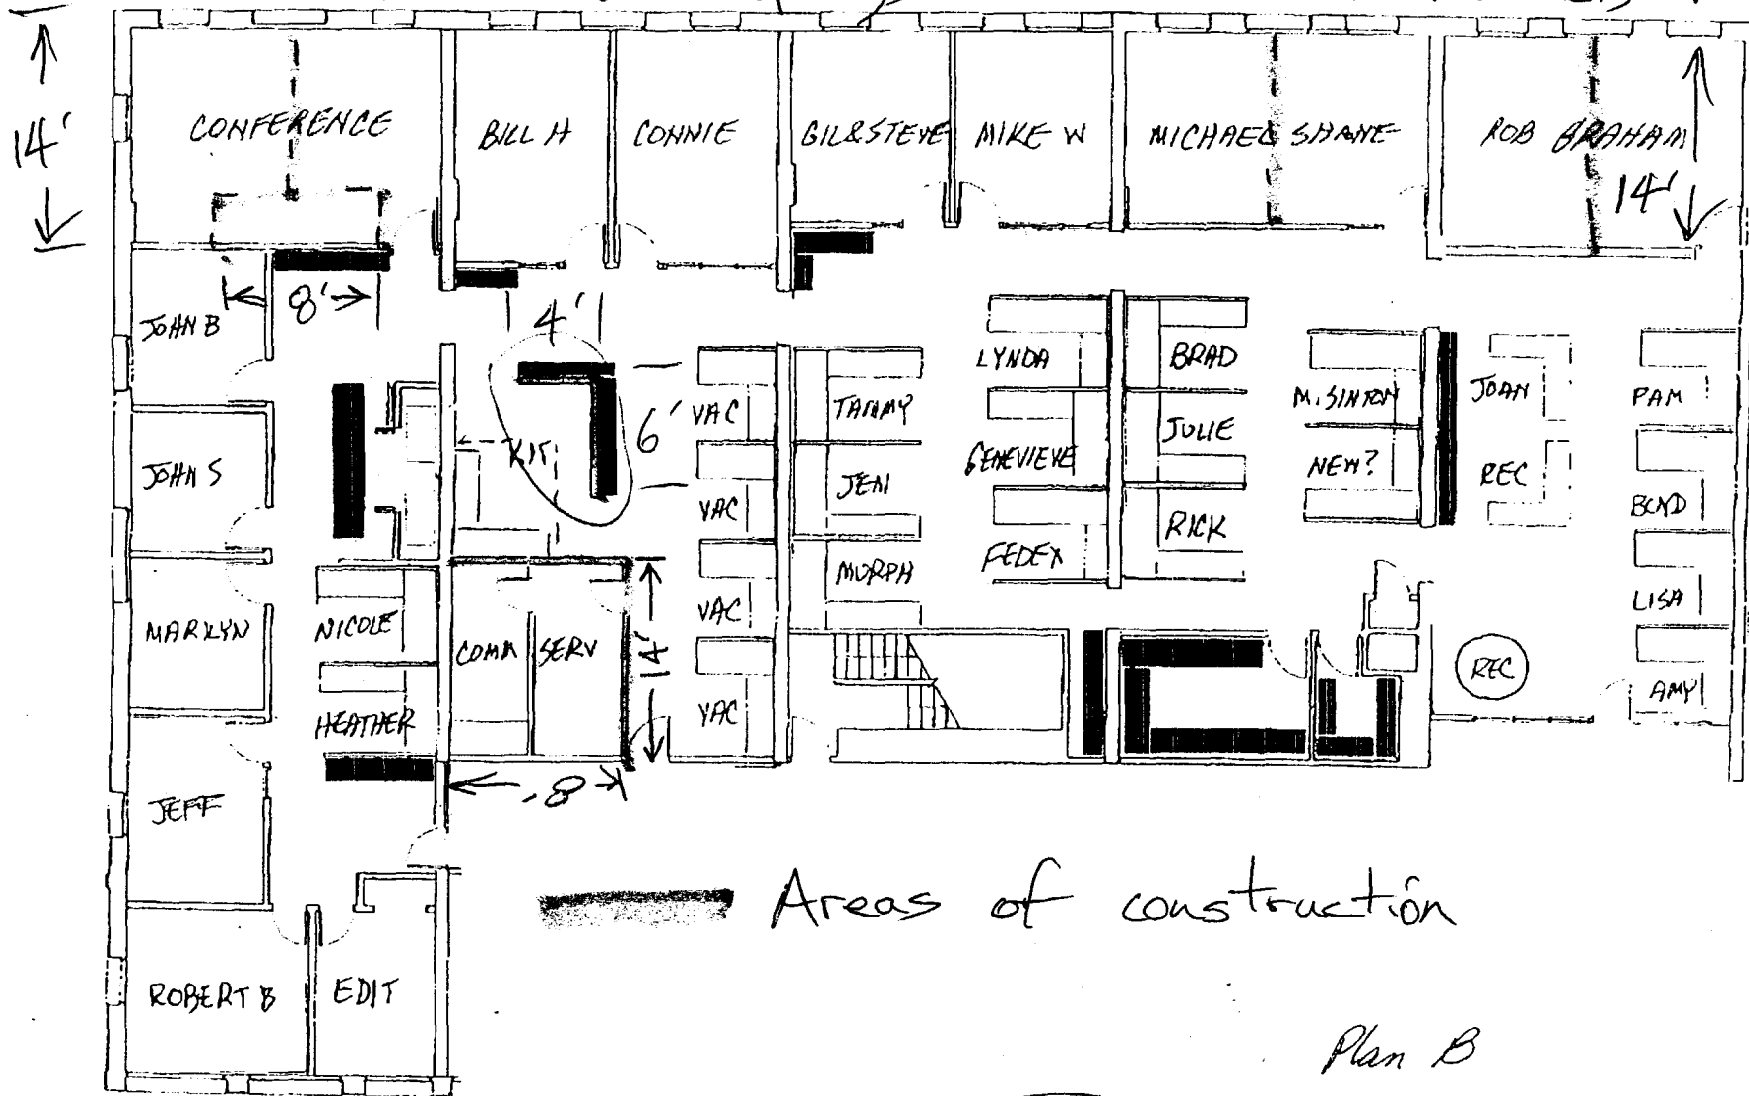 14'
CONFERENCE
BILL H
CONNIE
GIL&STEVE
MIKE W
MICHAEL SHANE
ROB GRAHAM
14'
JOHN B
8'
4'
6'
KIT
VAC
VAC
VAC
VAC
TAMMY
JEN
MURPH
LYNDA
GENEVIEVE
FEDEX
BRAD
JULIE
RICK
M. SINTON
NEW?
JOAN
REC
PAM
BOND
LISA
AMY
REC
JOHN S
MARKYN
NICOLE
HEATHER
COMM
SERV
14'
8
JEFF
ROBERT B
EDIT
Areas of construction
Plan B